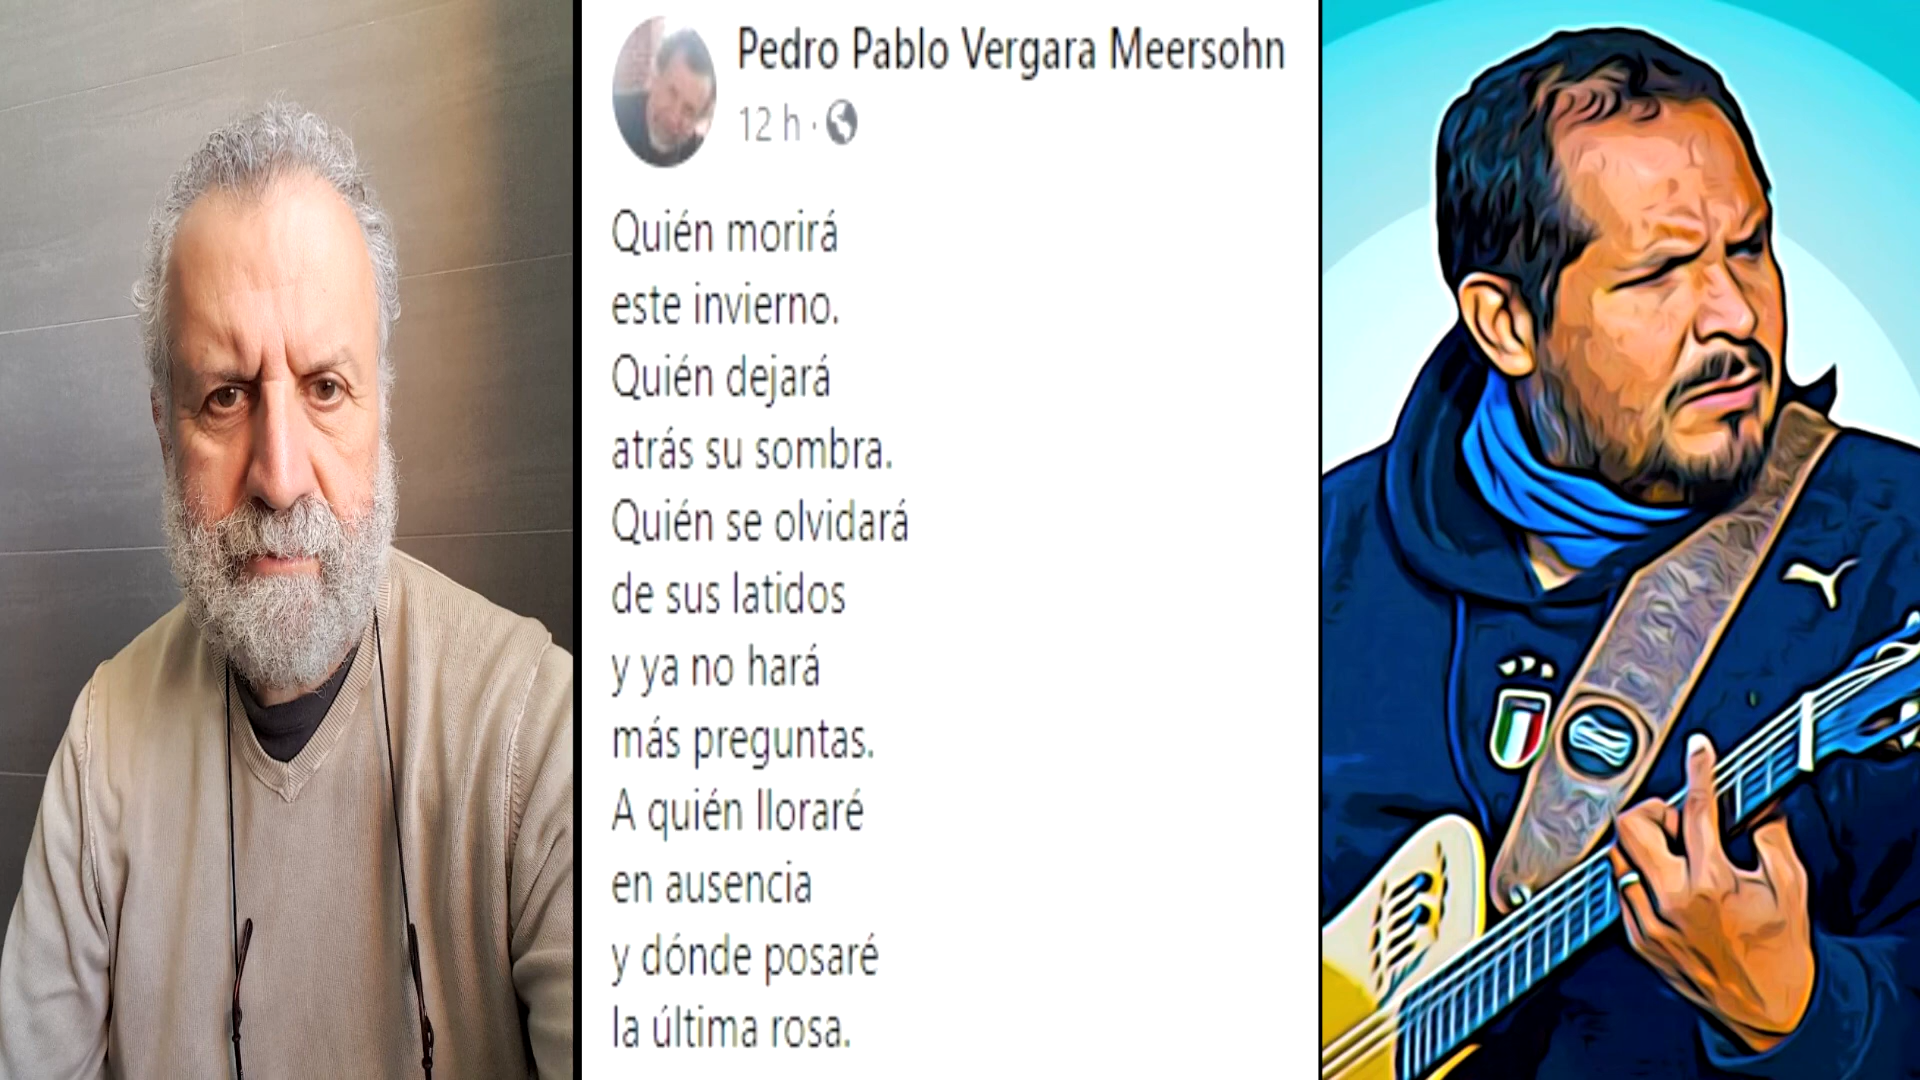 Pedro Pablo Vergara Meersohn
12 h ·
Quién morirá
este invierno.
Quién dejará
atrás su sombra.
Quién se olvidará
de sus latidos
y ya no hará
más preguntas.
A quién lloraré
en ausencia
y dónde posaré
la última rosa.